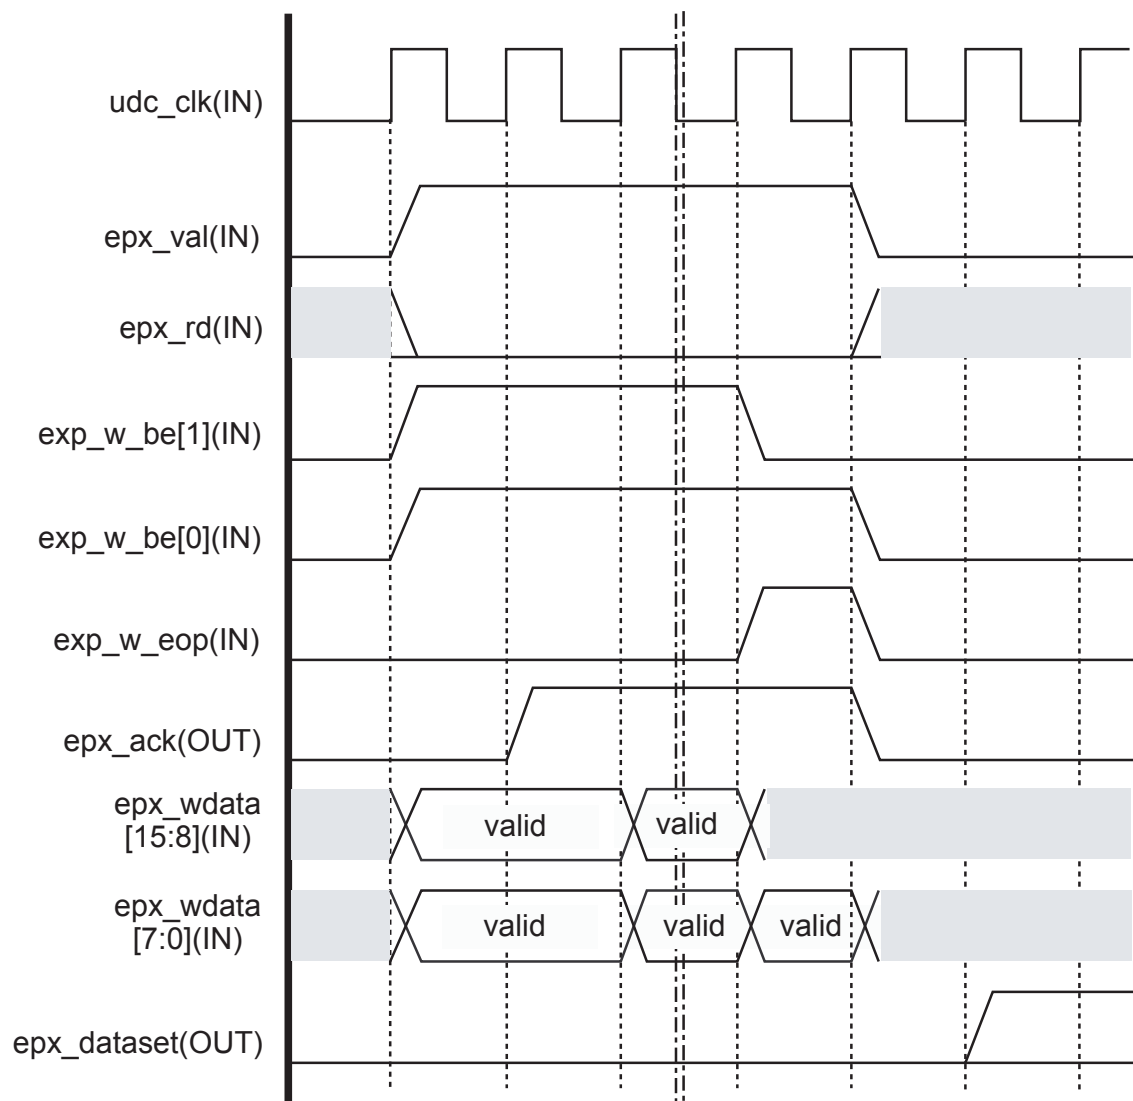 udc_clk(IN)
epx_val(IN)
epx_rd(IN)
exp_w_be[1](IN)
exp_w_be[0](IN)
exp_w_eop(IN)
epx_ack(OUT)
epx_wdata
[15:8](IN)
valid
valid
epx_wdata
[7:0](IN)
valid
valid
valid
epx_dataset(OUT)